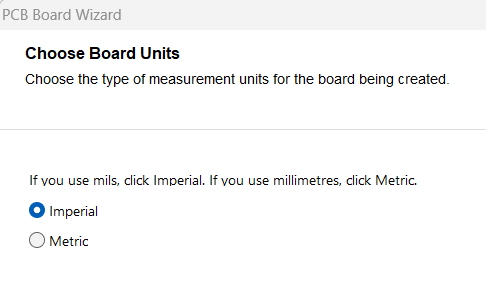 PCB Board Wizard
Choose Board Units
Choose the type of measurement units for the board being created.
If you use mils, click Imperial. If you use millimetres, click Metric.
Imperial
Metric